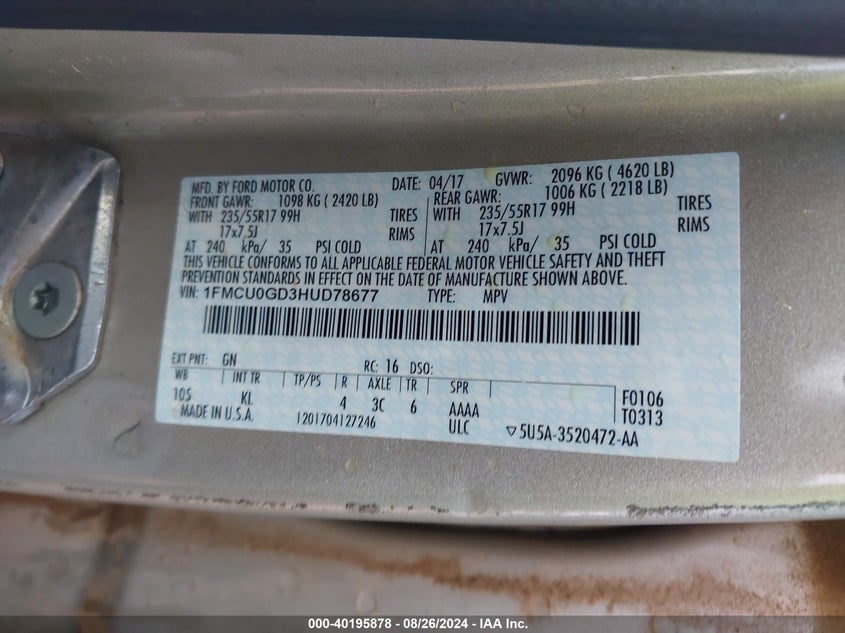 MFD. BY FORD MOTOR CO. DATE: 04/17 GVWR: 2096 KG ( 4620 LB)
FRONT GAWR: 1098 KG ( 2420 LB) REAR GAWR: 1006 KG ( 2218 LB)
WITH 235/55R17 99H TIRES WITH 235/55R17 99H TIRES
17x7.5J RIMS 17x7.5J RIMS
AT 240 kPa/ 35 PSI COLD AT 240 kPa/ 35 PSI COLD
THIS VEHICLE CONFORMS TO ALL APPLICABLE FEDERAL MOTOR VEHICLE SAFETY AND THEFT
PREVENTION STANDARDS IN EFFECT ON THE DATE OF MANUFACTURE SHOWN ABOVE.
VIN: 1FMCU0GD3HUD78677 TYPE: MPV
EXT PNT: GN RC: 16 DSO:
WB INT TR TP/PS R AXLE TR SPR F0106
105 KL 4 3C 6 AAAA T0313
MADE IN U.S.A. 1201704127246 ULC ▽5U5A-3520472-AA
000-40195878 - 08/26/2024 - IAA Inc.